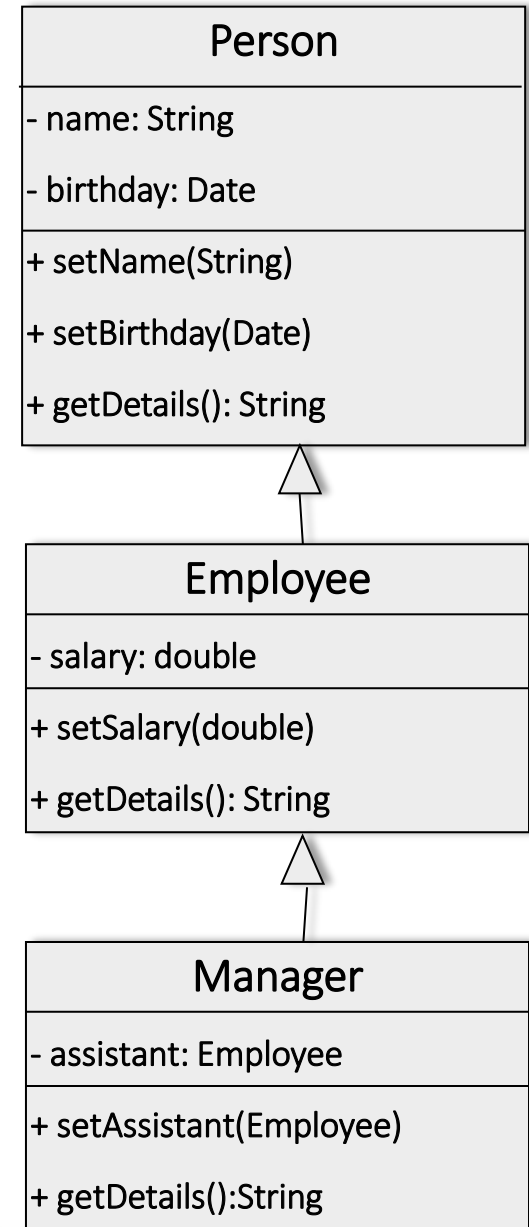 Person
- name: String
- birthday: Date
+ setName(String)
+ setBirthday(Date)
+ getDetails(): String
Employee
- salary: double
+ setSalary(double)
+ getDetails(): String
Manager
- assistant: Employee
+ setAssistant(Employee)
+ getDetails():String